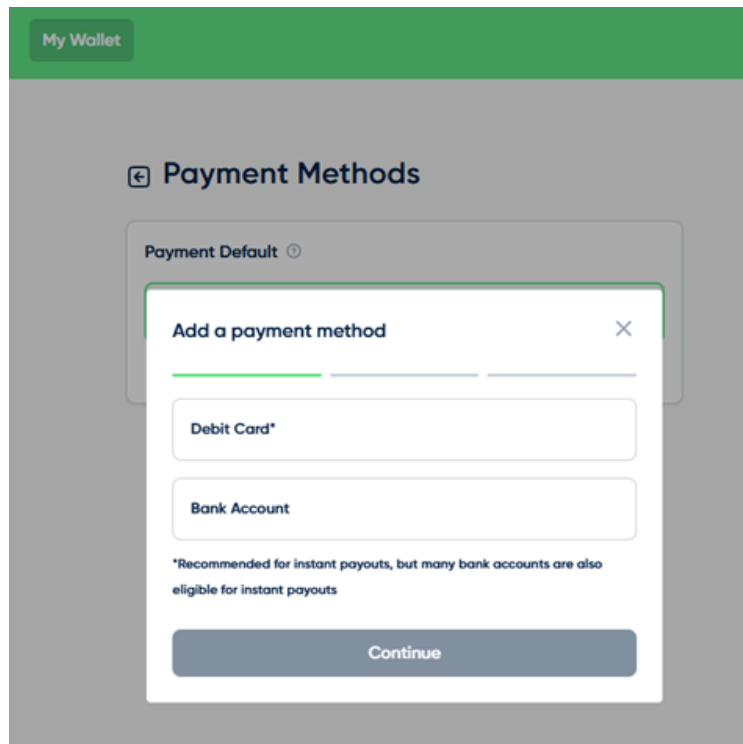 My Wallet
Payment Methods
Payment Default
Add a payment method
Debit Card*
Bank Account
*Recommended for instant payouts, but many bank accounts are also
eligible for instant payouts
Continue